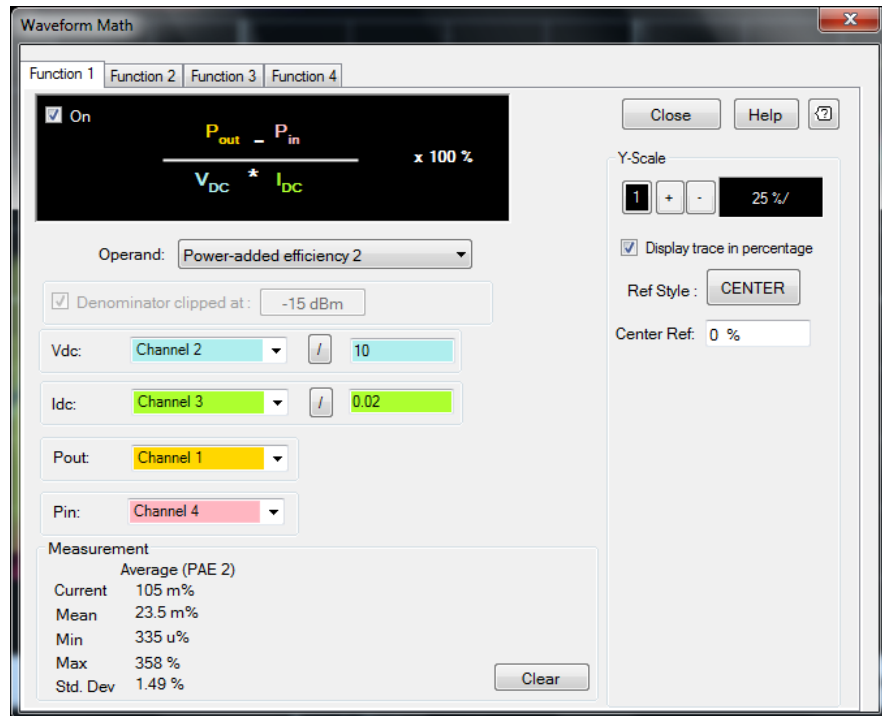 Waveform Math
Function 1 Function 2 Function 3 Function 4
On
Pout - Pin
VDC * IDC
x 100 %
Operand: Power-added efficiency 2
Denominator clipped at : -15 dBm
Vdc: Channel 2 / 10
Idc: Channel 3 / 0.02
Pout: Channel 1
Pin: Channel 4
Measurement
Average (PAE 2)
Current 105 m%
Mean 23.5 m%
Min 335 u%
Max 358 %
Std. Dev 1.49 %
Clear
Close Help ?
Y-Scale
1 + - 25 %/
Display trace in percentage
Ref Style : CENTER
Center Ref: 0 %